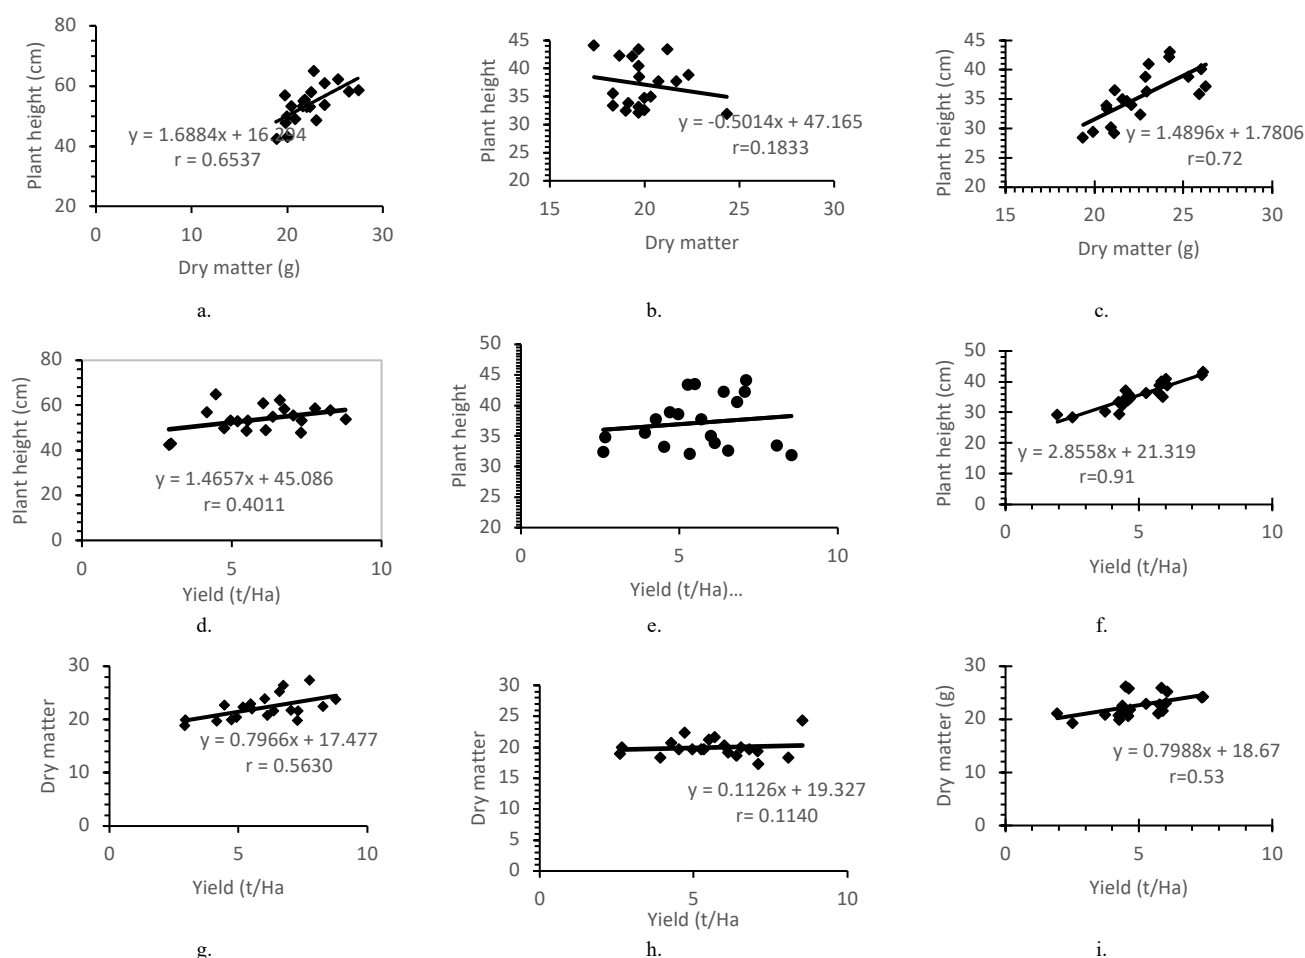 80
60
40
20
0
10
20
30
Plant height (cm)
y = 1.6884x + 16.294
r = 0.6537
Dry matter (g)
a.
45
40
35
30
25
20
15
20
25
30
Plant height
y = -0.5014x + 47.165
r=0.1833
Dry matter
b.
45
40
35
30
25
20
15
20
25
30
Plant height (cm)
y = 1.4896x + 1.7806
r=0.72
Dry matter (g)
c.
80
60
40
20
0
0
5
10
Plant height (cm)
y = 1.4657x + 45.086
r= 0.4011
Yield (t/Ha)
d.
50
45
40
35
30
25
20
0
5
10
Plant height
Yield (t/Ha)...
e.
50
40
30
20
10
0
0
5
10
Plant height (cm)
y = 2.8558x + 21.319
r=0.91
Yield (t/Ha)
f.
30
20
10
0
0
5
10
Dry matter
y = 0.7966x + 17.477
r = 0.5630
Yield (t/Ha
g.
30
25
20
15
10
5
0
0
5
10
Dry matter
y = 0.1126x + 19.327
r= 0.1140
Yield (t/Ha
h.
30
20
10
0
0
5
10
Dry matter (g)
y = 0.7988x + 18.67
r=0.53
Yield (t/Ha)
i.